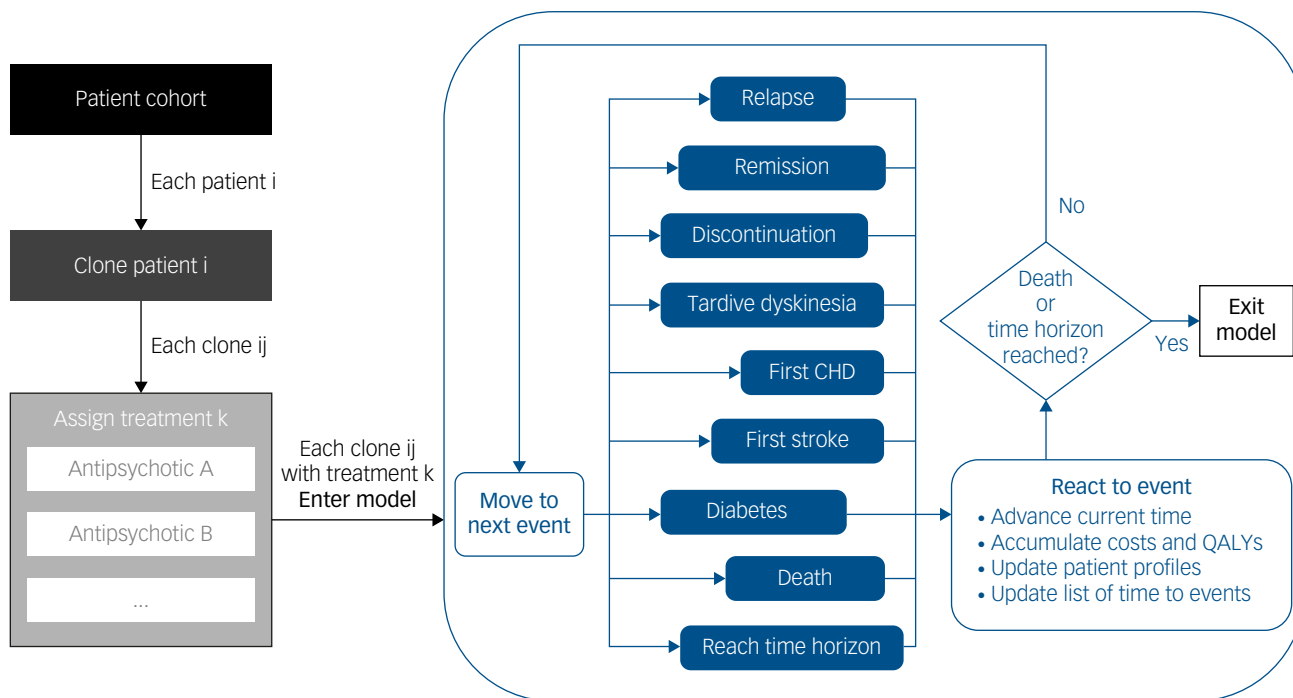 Patient cohort
Each patient i
Clone patient i
Each clone ij
Assign treatment k
Antipsychotic A
Antipsychotic B
...
Each clone ij
with treatment k
Enter model
Move to
next event
Relapse
Remission
Discontinuation
Tardive dyskinesia
First CHD
First stroke
Diabetes
Death
Reach time horizon
React to event
• Advance current time
• Accumulate costs and QALYs
• Update patient profiles
• Update list of time to events
Death
or
time horizon
reached?
No
Yes
Exit
model